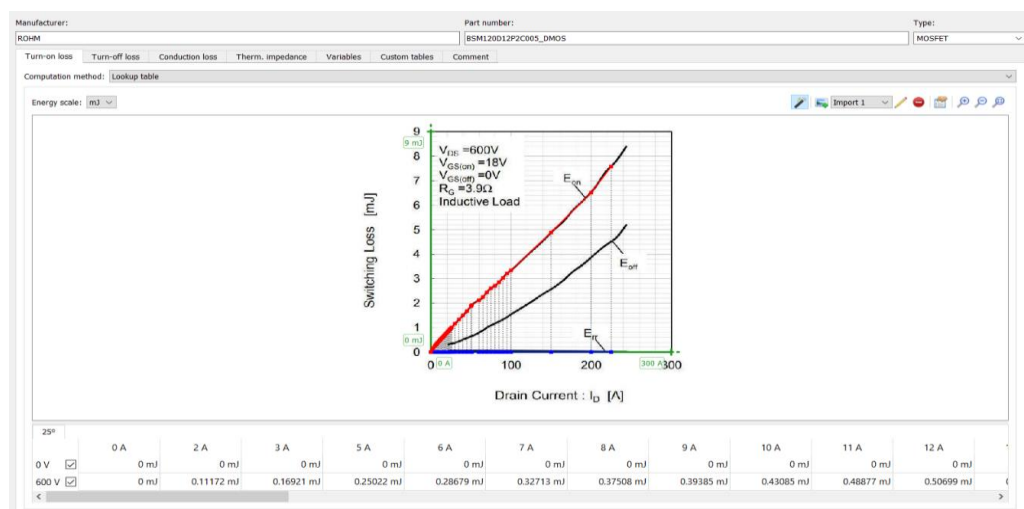 Manufacturer:
Part number:
Type:
ROHM
BSM120D12P2C005_DMOS
MOSFET
Turn-on loss
Turn-off loss
Conduction loss
Therm. impedance
Variables
Custom tables
Comment
Computation method: Lookup table
Energy scale: mJ
Import 1
9 mJ
9
8
7
6
5
4
3
2
1
0
0 mJ
Switching Loss [mJ]
V_DS =600V
V_GS(on) =18V
V_GS(off) =0V
R_G =3.9Ω
Inductive Load
E_on
E_off
E_rr
0 A
300 A
0 100 200 300
Drain Current : I_D [A]
25°
0 A 2 A 3 A 5 A 6 A 7 A 8 A 9 A 10 A 11 A 12 A
0 V 0 mJ 0 mJ 0 mJ 0 mJ 0 mJ 0 mJ 0 mJ 0 mJ 0 mJ 0 mJ 0 mJ
600 V 0 mJ 0.11172 mJ 0.16921 mJ 0.25022 mJ 0.28679 mJ 0.32713 mJ 0.37508 mJ 0.39385 mJ 0.43085 mJ 0.48877 mJ 0.50699 mJ